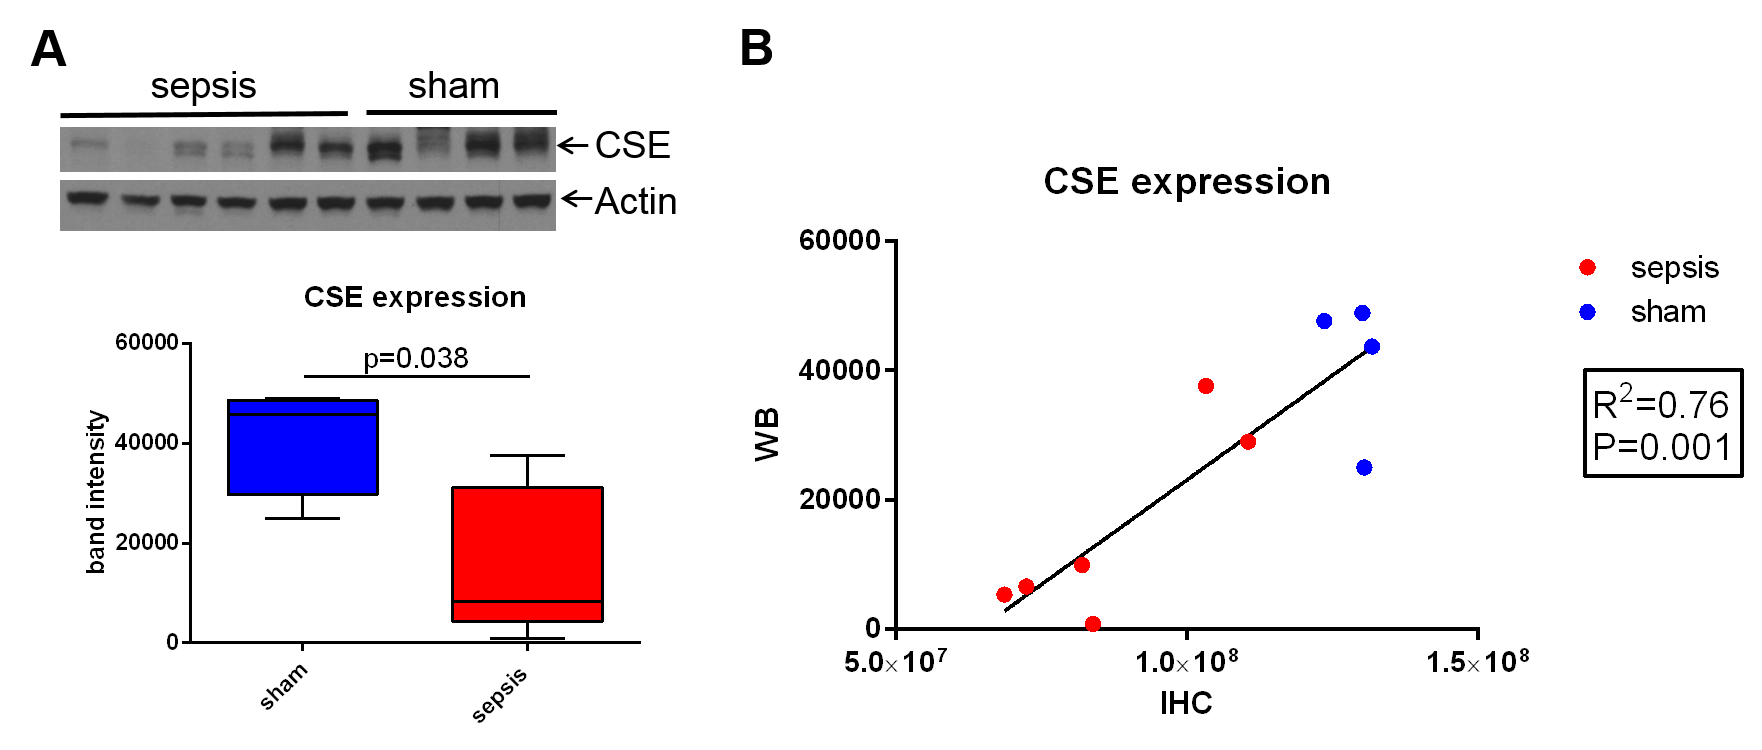 A
sepsis sham
←CSE
←Actin
CSE expression
60000
40000
20000
0
band intensity
p=0.038
sham
sepsis
B
CSE expression
60000
40000
20000
0
WB
5.0×10⁷ 1.0×10⁸ 1.5×10⁸
IHC
sepsis
sham
R²=0.76
P=0.001